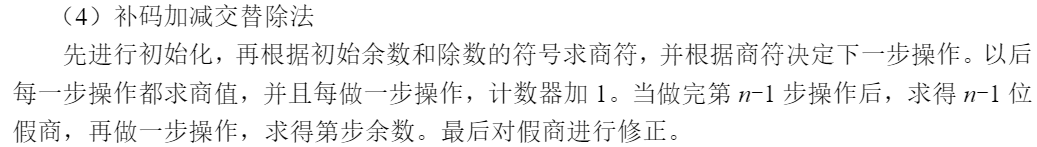 （4）补码加减交替除法
先进行初始化，再根据初始余数和除数的符号求商符，并根据商符决定下一步操作。以后
每一步操作都求商值，并且每做一步操作，计数器加 1。当做完第 n-1 步操作后，求得 n-1 位
假商，再做一步操作，求得第步余数。最后对假商进行修正。